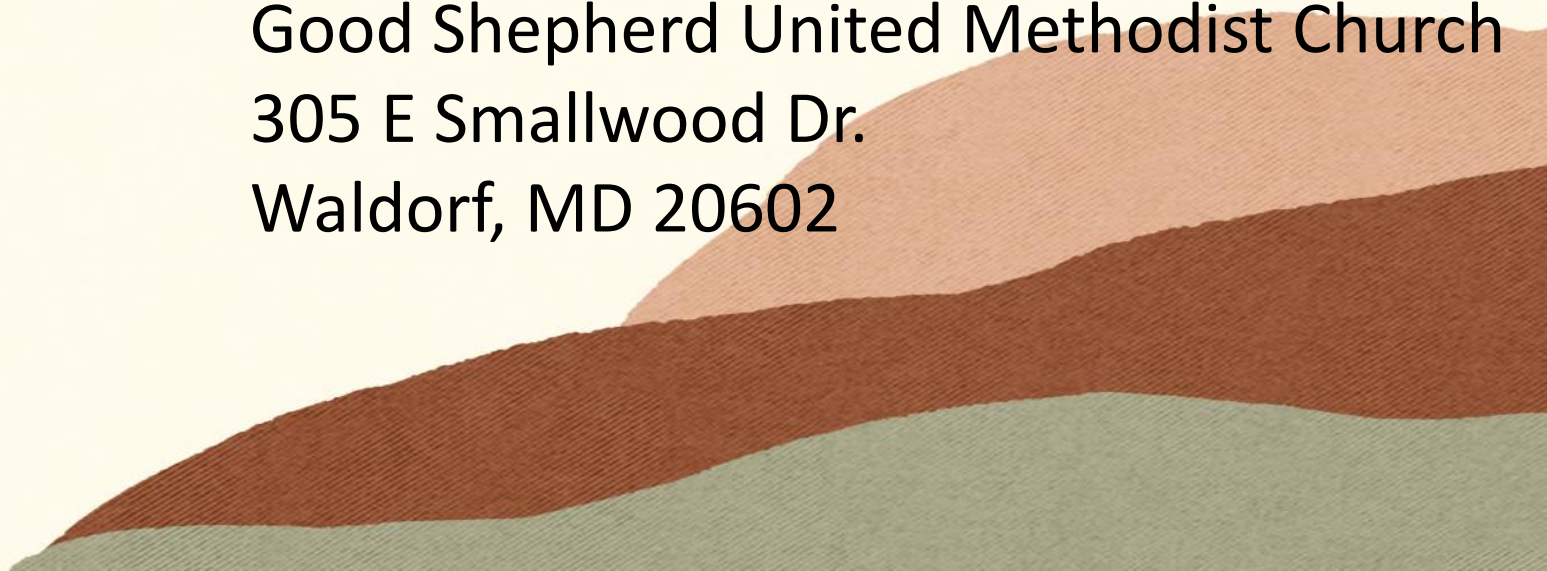 Good Shepherd United Methodist Church
305 E Smallwood Dr.
Waldorf, MD 20602